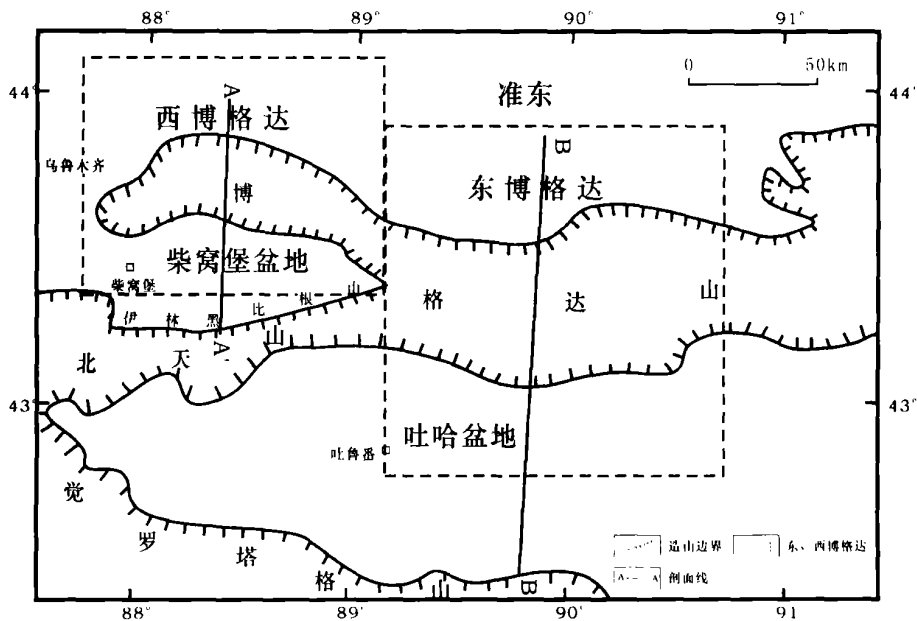 88° 89° 90° 91°
0 50km
44° 44°
准东
A
西博格达
B
乌鲁木齐
博
东博格达
柴窝堡盆地
柴窝堡
格 达 山
伊 林 黑 比 根 山
A'
北 天 山
43° 43°
吐哈盆地
吐鲁番
觉 罗 塔 格 山
造山边界
东、西博格达
A — A'
剖面线
B'
88° 89° 90° 91°